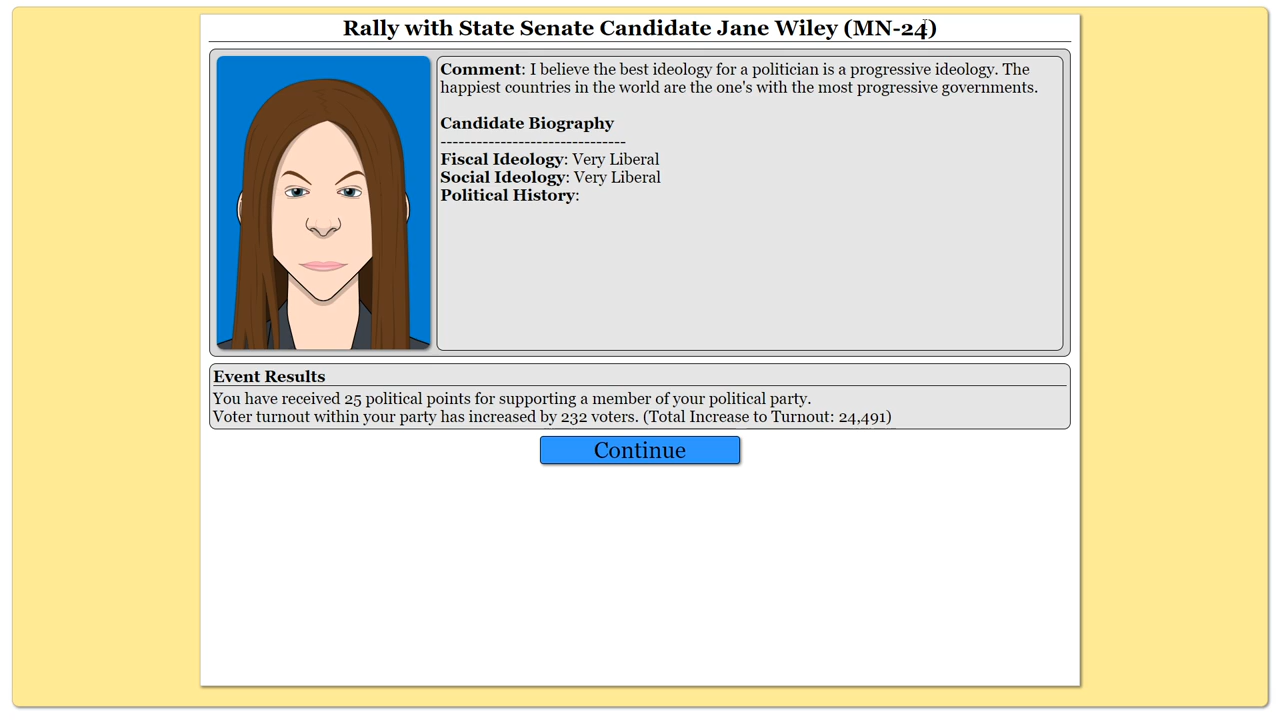 Rally with State Senate Candidate Jane Wiley (MN-24)
Comment: I believe the best ideology for a politician is a progressive ideology. The
happiest countries in the world are the one's with the most progressive governments.
Candidate Biography
-------------------------------
Fiscal Ideology: Very Liberal
Social Ideology: Very Liberal
Political History:
Event Results
You have received 25 political points for supporting a member of your political party.
Voter turnout within your party has increased by 232 voters. (Total Increase to Turnout: 24,491)
Continue